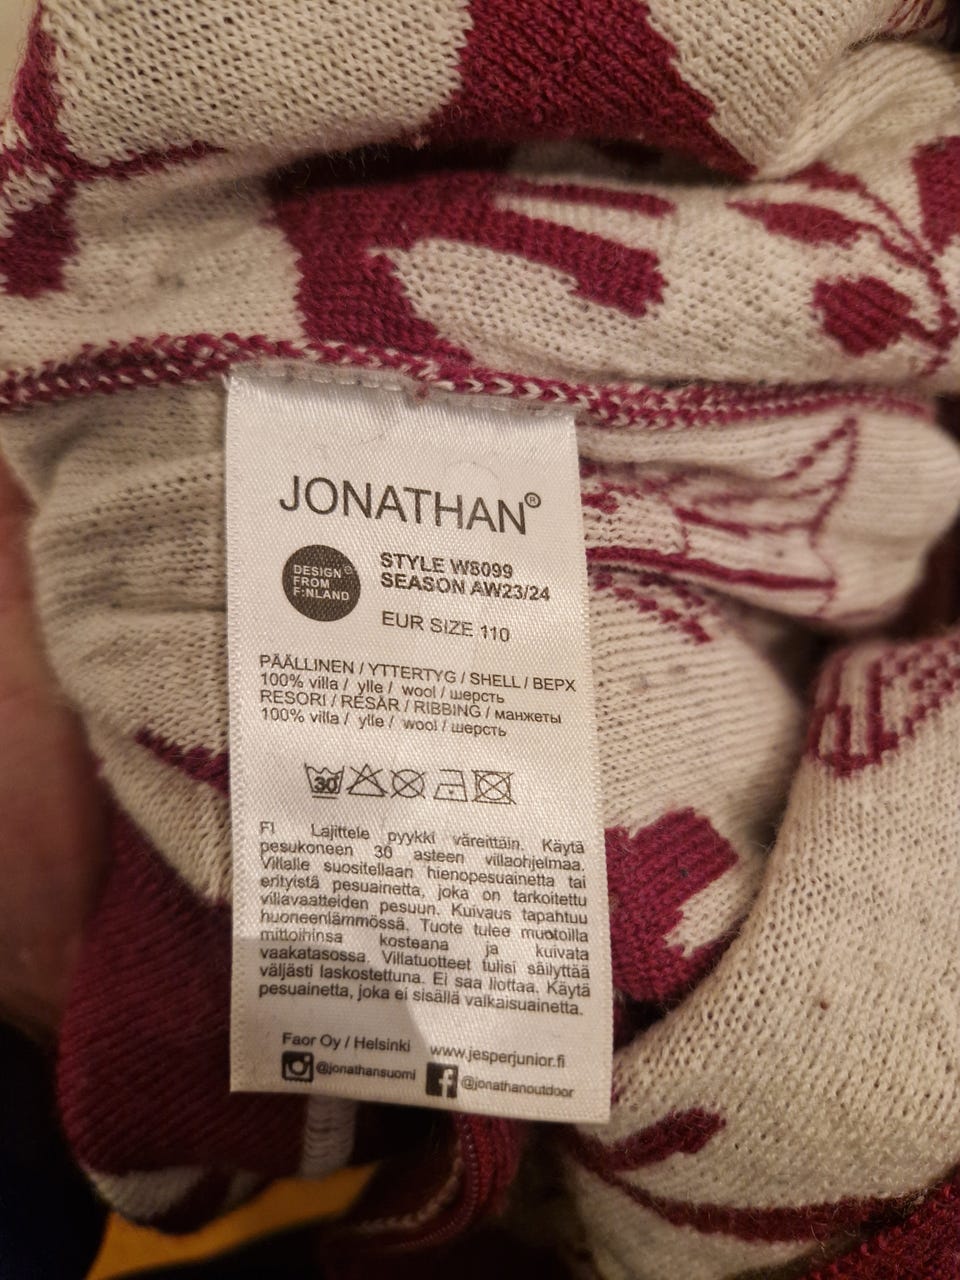 JONATHAN®
DESIGN
FROM
F:NLAND
STYLE W8099
SEASON AW23/24
EUR SIZE 110
PÄÄLLINEN / YTTERTYG / SHELL / ВЕРХ
100% villa / ylle / wool / шерсть
RESORI / RESÅR / RIBBING / манжеты
100% villa / ylle / wool / шерсть
30
FI Lajittele pyykki väreittäin. Käytä
pesukoneen 30 asteen villaohjelmaa.
Villalle suositellaan hienopesuainetta tai
erityistä pesuainetta, joka on tarkoitettu
villavaatteiden pesuun. Kuivaus tapahtuu
huoneenlämmössä. Tuote tulee muotoilla
mittoihinsa kosteana ja kuivata
vaakatasossa. Villatuotteet tulisi säilyttää
väljästi laskostettuna. Ei saa liottaa. Käytä
pesuainetta, joka ei sisällä valkaisuainetta.
Faor Oy / Helsinki www.jesperjunior.fi
@jonathansuomi @jonathanoutdoor